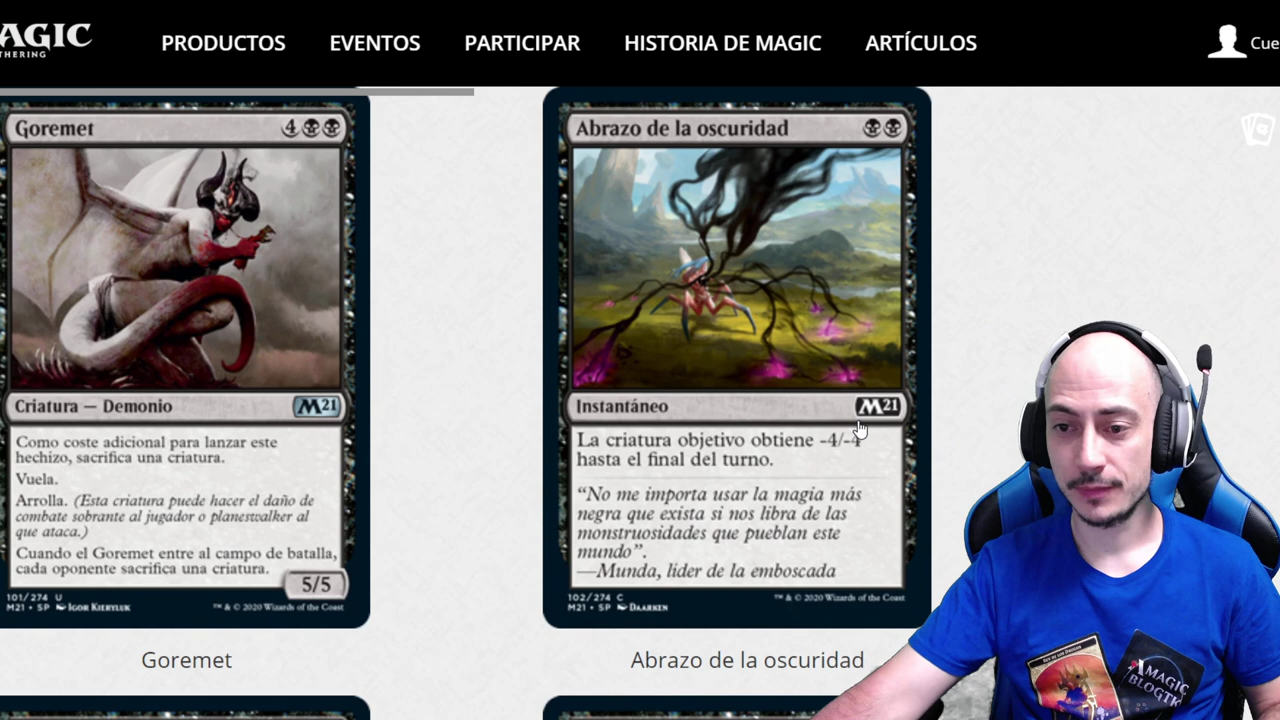 AGIC
THERING
PRODUCTOS
EVENTOS
PARTICIPAR
HISTORIA DE MAGIC
ARTÍCULOS
Cue
Goremet
4
Criatura — Demonio
M21
Como coste adicional para lanzar este
hechizo, sacrifica una criatura.
Vuela.
Arrolla. (Esta criatura puede hacer el daño de
combate sobrante al jugador o planeswalker al
que ataca.)
Cuando el Goremet entre al campo de batalla,
cada oponente sacrifica una criatura.
5/5
101/274 U
M21 • SP IGOR KIERYLUK
™ & © 2020 Wizards of the Coast
Goremet
Abrazo de la oscuridad
Instantáneo
M21
La criatura objetivo obtiene -4/-4
hasta el final del turno.
“No me importa usar la magia más
negra que exista si nos libra de las
monstruosidades que pueblan este
mundo”.
—Munda, líder de la emboscada
102/274 C
M21 • SP DAARKEN
™ & © 2020 Wizards of the Coast
Abrazo de la oscuridad
MAGIC
BLOGTK